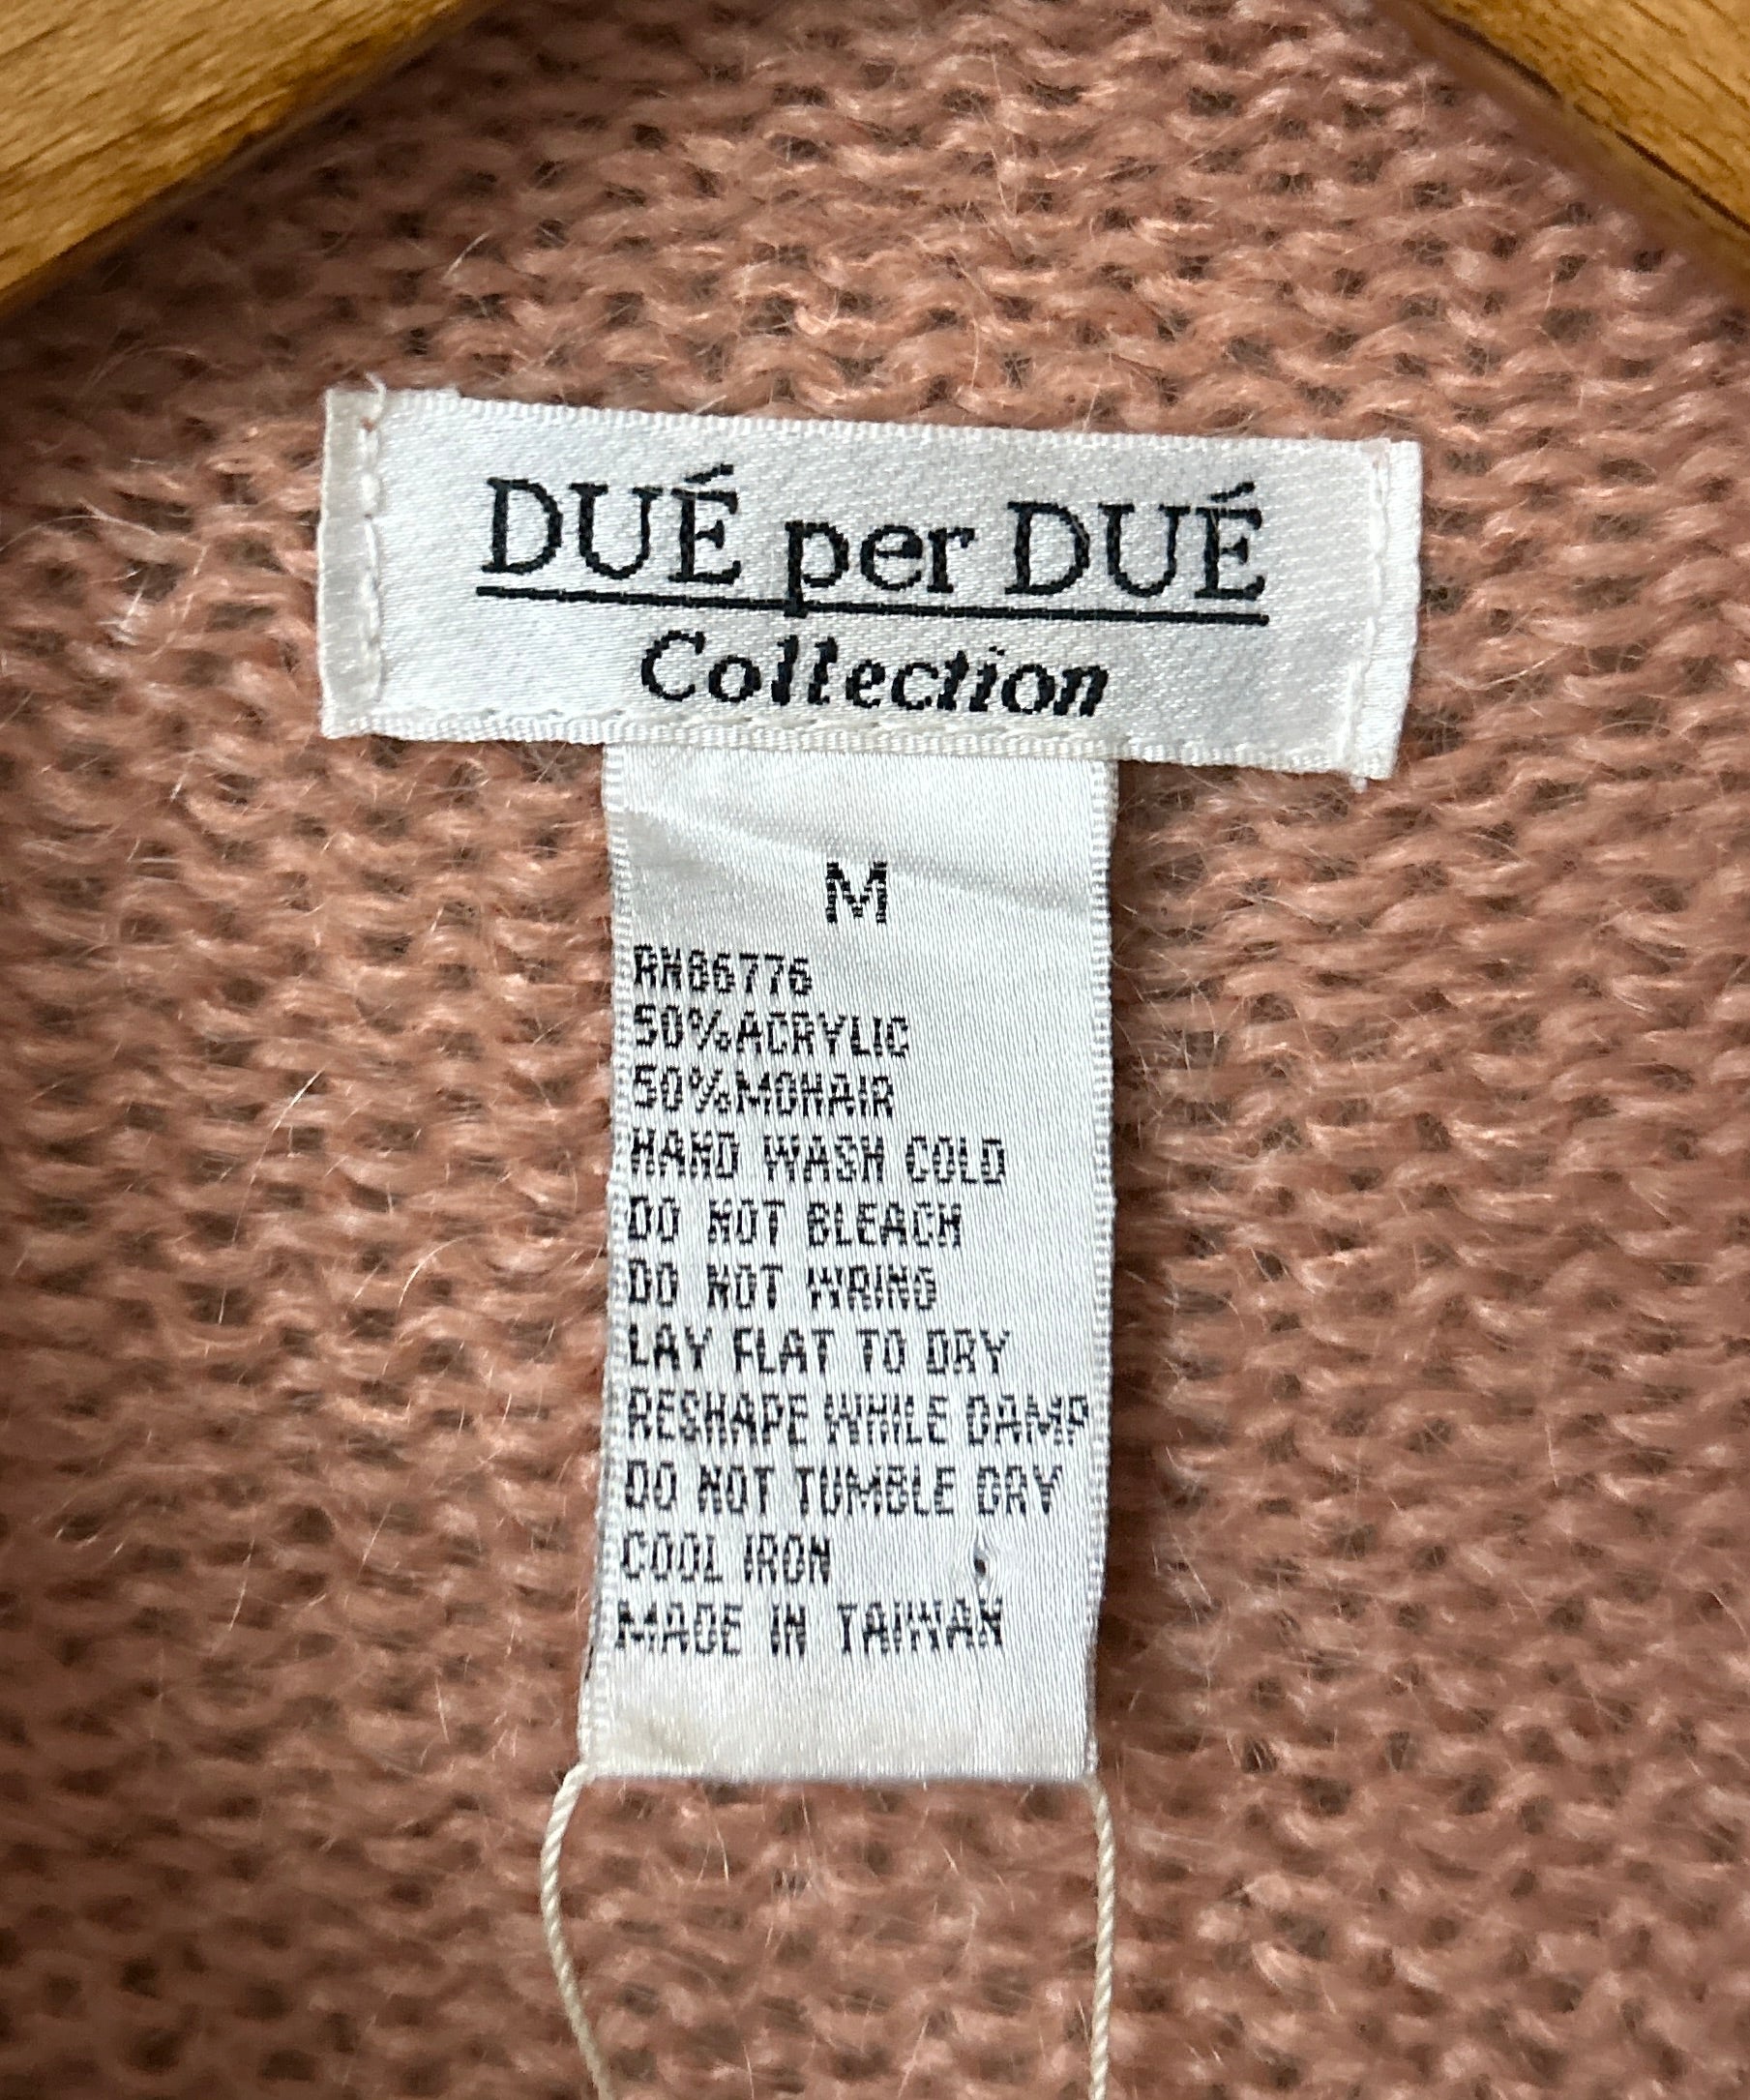 DUÉ per DUÉ
Collection
M
RN86776
50%ACRYLIC
50%MOHAIR
HAND WASH COLD
DO NOT BLEACH
DO NOT WRING
LAY FLAT TO DRY
RESHAPE WHILE DAMP
DO NOT TUMBLE DRY
COOL IRON
MADE IN TAIWAN